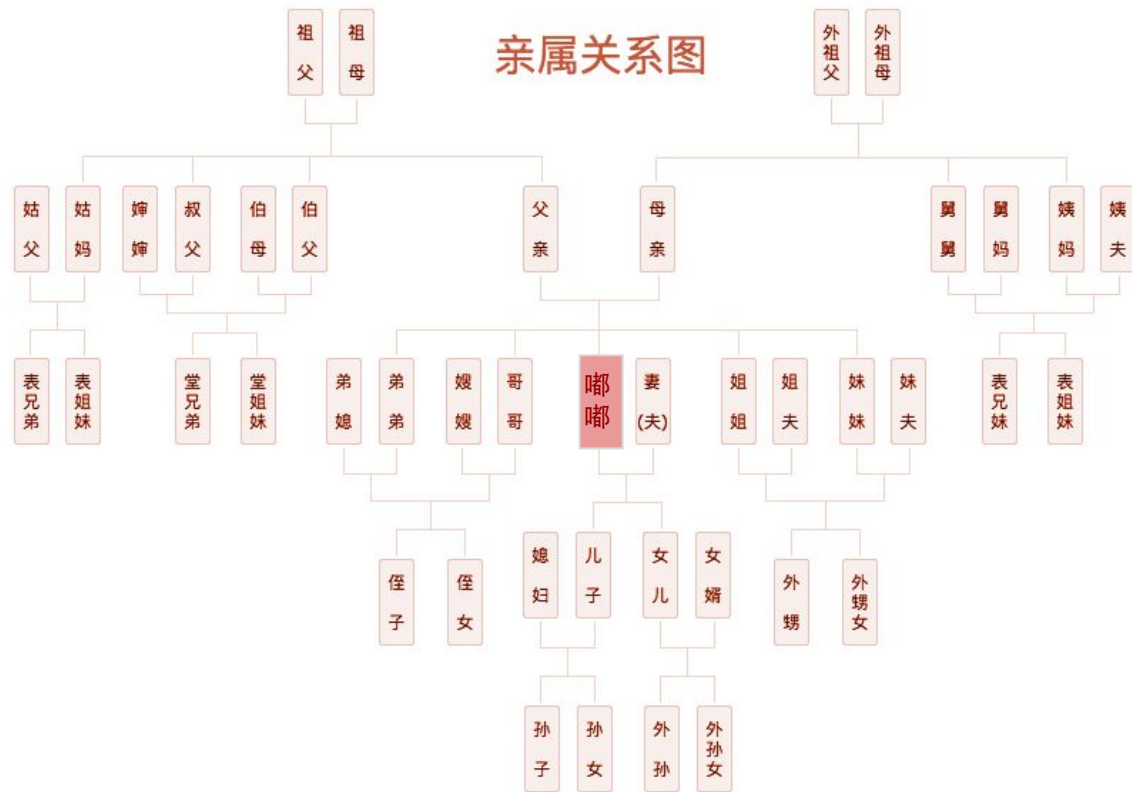 亲属关系图
祖父
祖母
外祖父
外祖母
姑父
姑妈
婶婶
叔父
伯母
伯父
父亲
母亲
舅舅
舅妈
姨妈
姨夫
表兄弟
表姐妹
堂兄弟
堂姐妹
弟媳
弟弟
嫂嫂
哥哥
嘟嘟
妻(夫)
姐姐
姐夫
妹妹
妹夫
表兄妹
表姐妹
侄子
侄女
媳妇
儿子
女儿
女婿
外甥
外甥女
孙子
孙女
外孙
外孙女